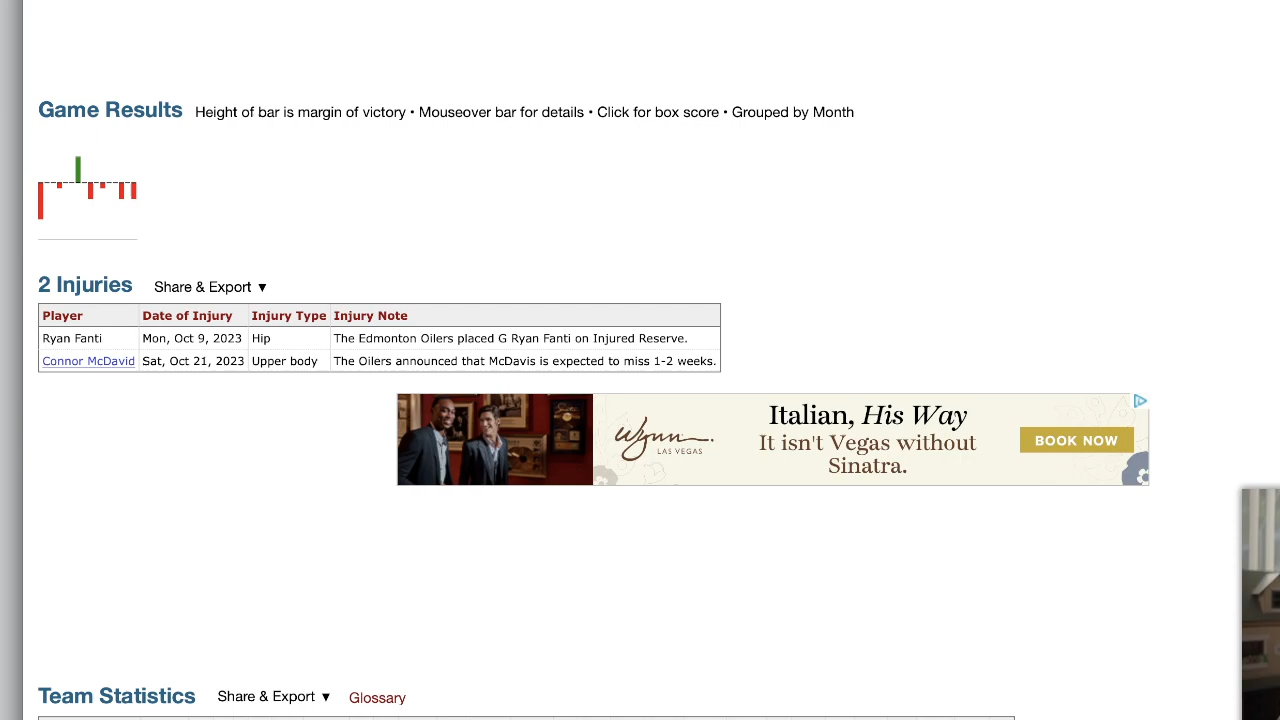 Game Results Height of bar is margin of victory • Mouseover bar for details • Click for box score • Grouped by Month
2 Injuries Share & Export ▼
Player Date of Injury Injury Type Injury Note
Ryan Fanti Mon, Oct 9, 2023 Hip The Edmonton Oilers placed G Ryan Fanti on Injured Reserve.
Connor McDavid Sat, Oct 21, 2023 Upper body The Oilers announced that McDavis is expected to miss 1-2 weeks.
Wynn
LAS VEGAS
Italian, His Way
It isn't Vegas without
Sinatra.
BOOK NOW
Team Statistics Share & Export ▼ Glossary